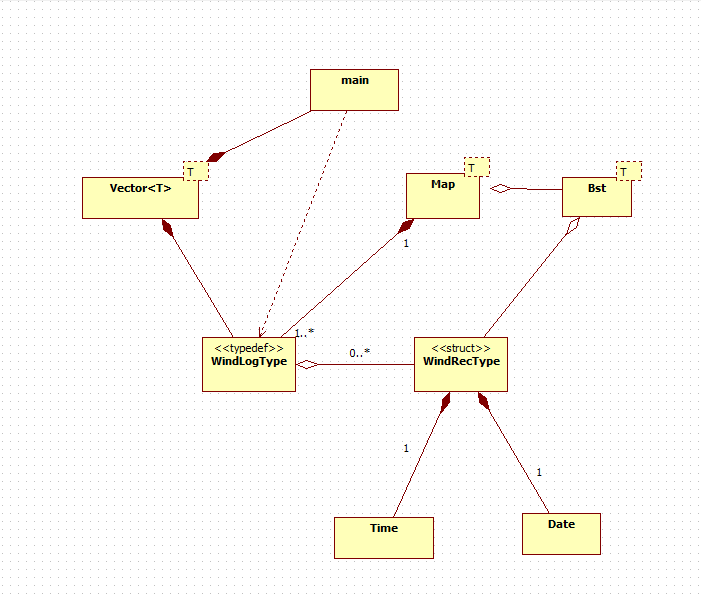 main
T
Vector<T>
T
Map
T
Bst
1
1..*
<<typedef>>
WindLogType
0..*
<<struct>>
WindRecType
1
1
Time
Date